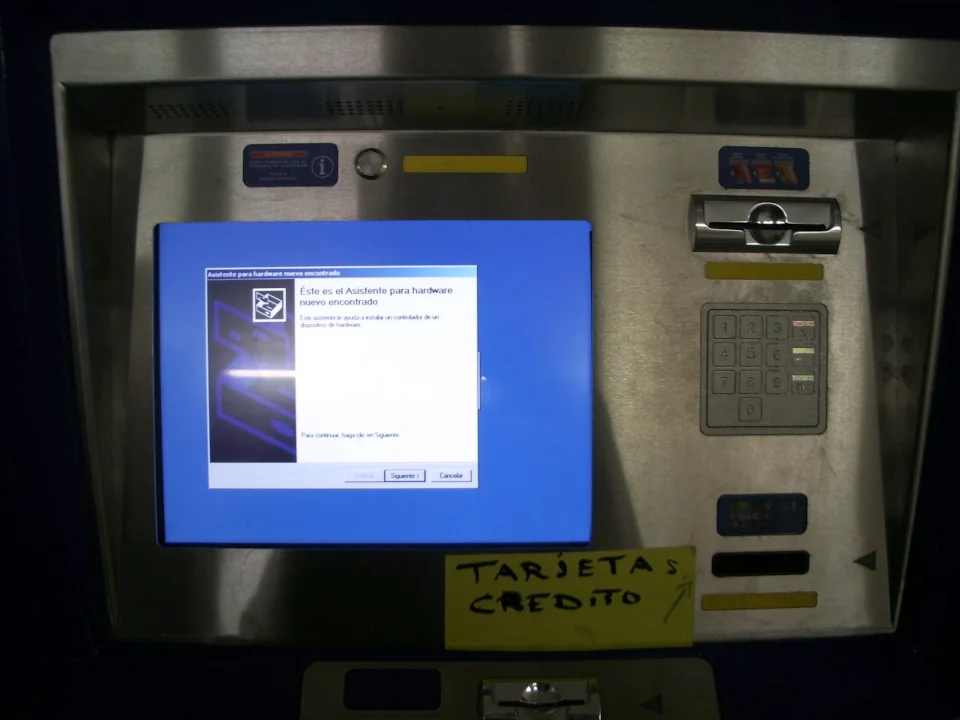 i
Asistente para hardware nuevo encontrado
Éste es el Asistente para hardware
nuevo encontrado
Este asistente le ayuda a instalar un controlador de un
dispositivo de hardware.
Para continuar, haga clic en Siguiente.
Siguiente >
Cancelar
1 2 3
4 5 6
7 8 9
0
TARJETAS
CREDITO